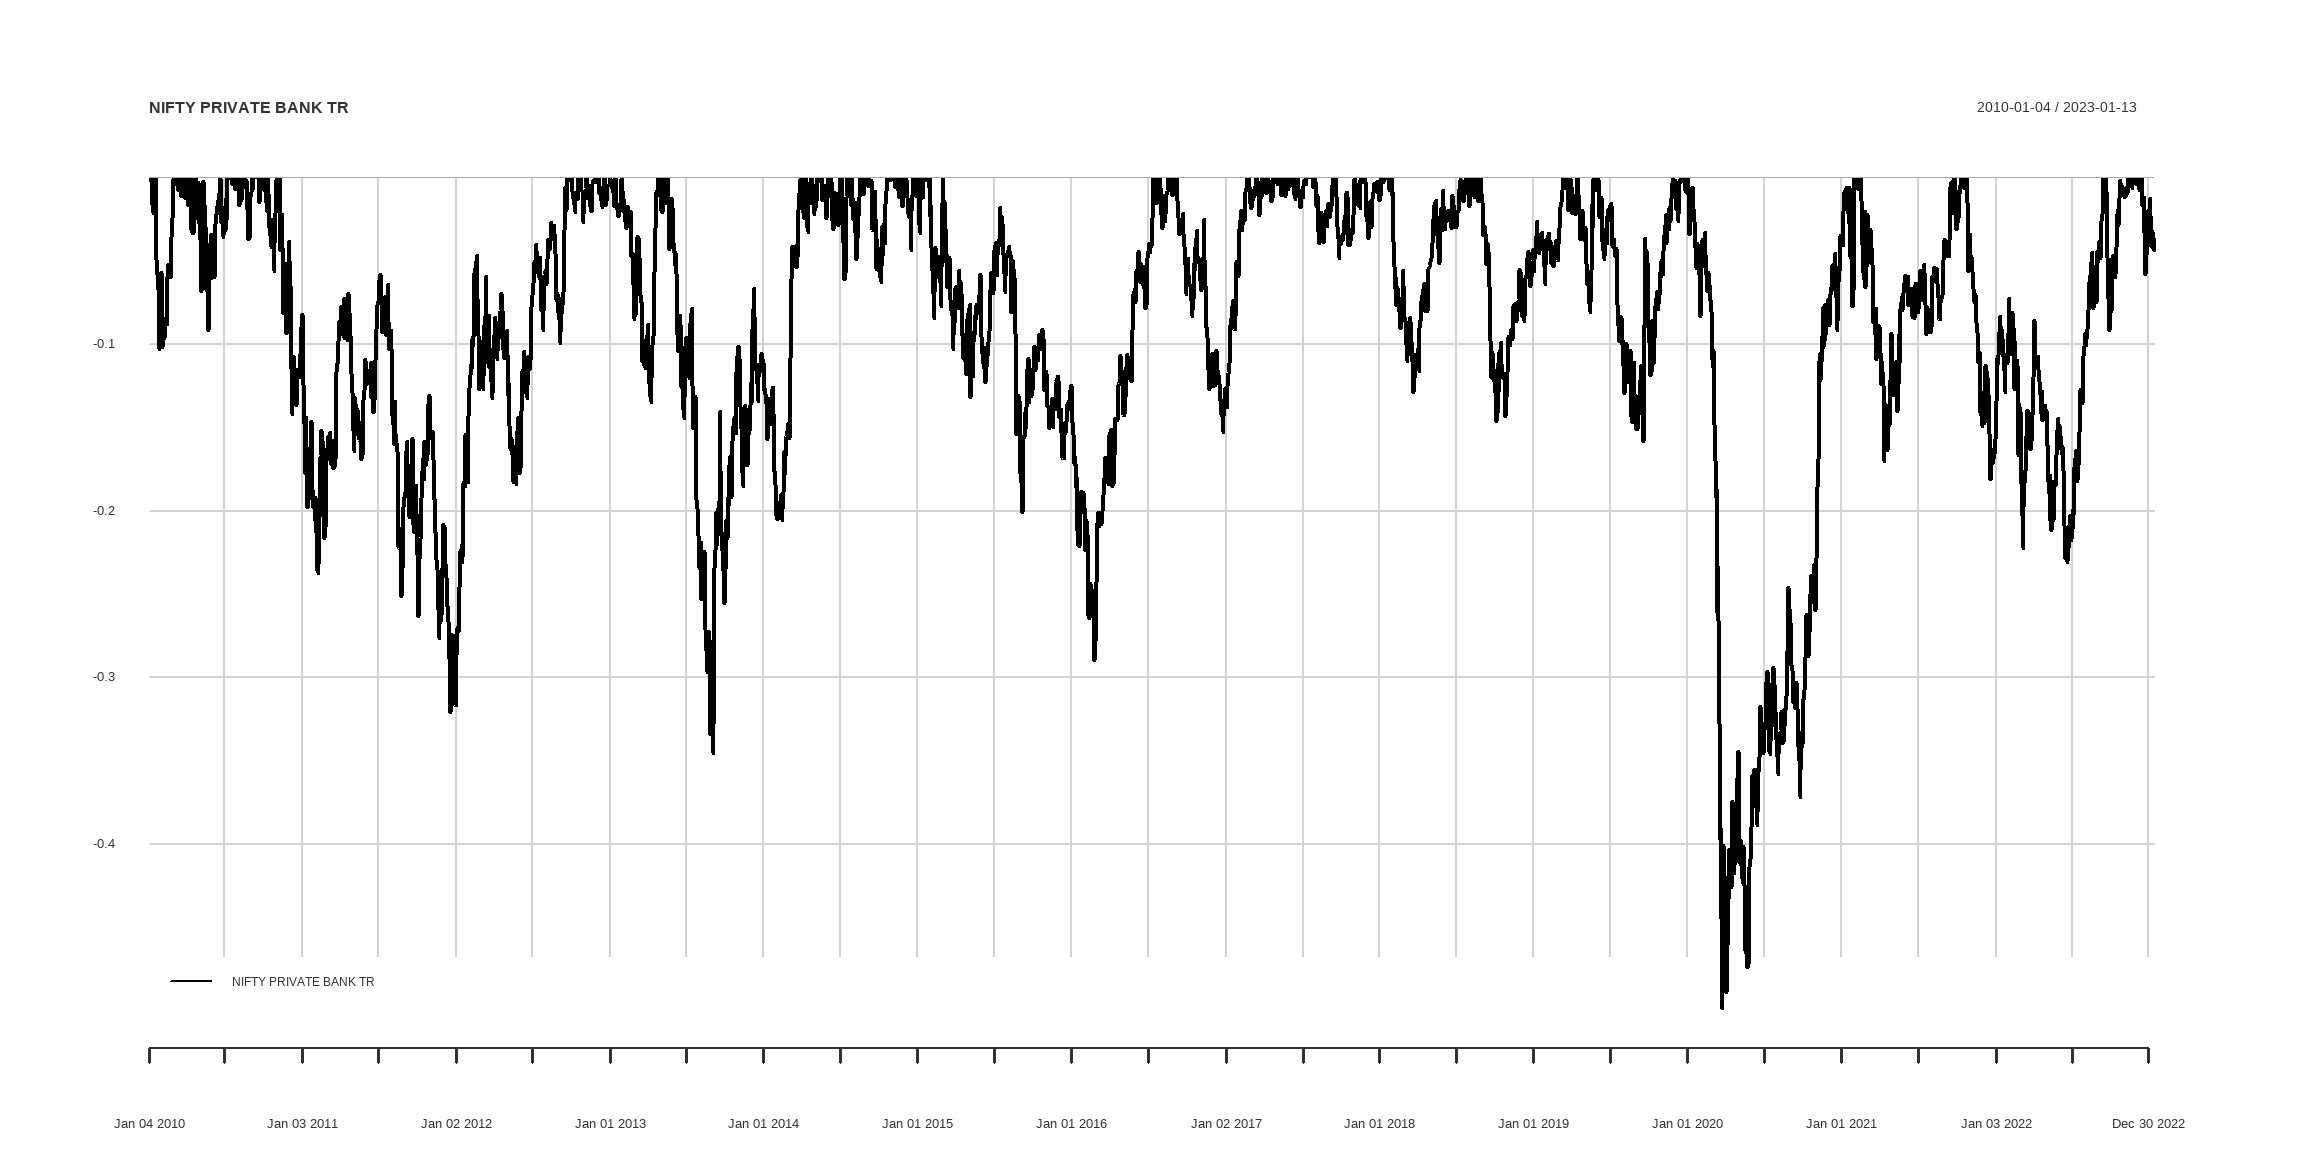 NIFTY PRIVATE BANK TR
2010-01-04 / 2023-01-13
-0.1
-0.2
-0.3
-0.4
NIFTY PRIVATE BANK TR
Jan 04 2010
Jan 03 2011
Jan 02 2012
Jan 01 2013
Jan 01 2014
Jan 01 2015
Jan 01 2016
Jan 02 2017
Jan 01 2018
Jan 01 2019
Jan 01 2020
Jan 01 2021
Jan 03 2022
Dec 30 2022